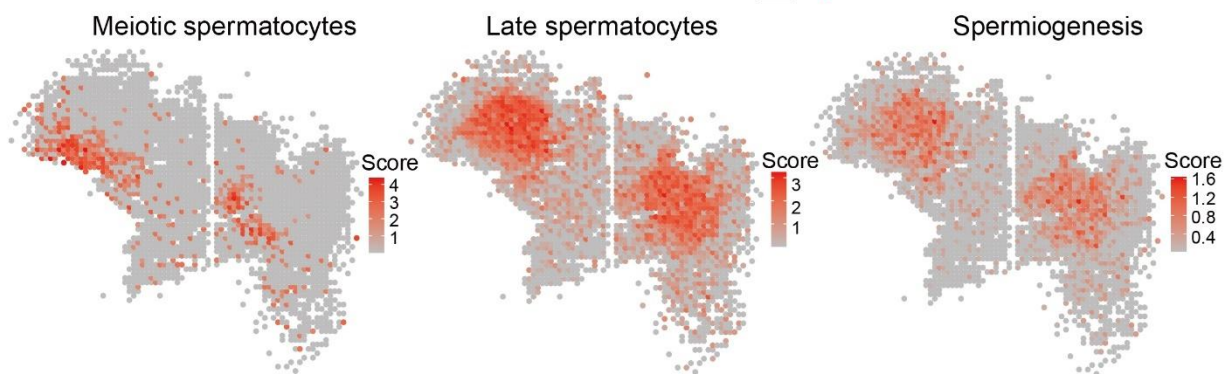 Meiotic spermatocytes
Late spermatocytes
Spermiogenesis
Score
4
3
2
1
Score
3
2
1
Score
1.6
1.2
0.8
0.4